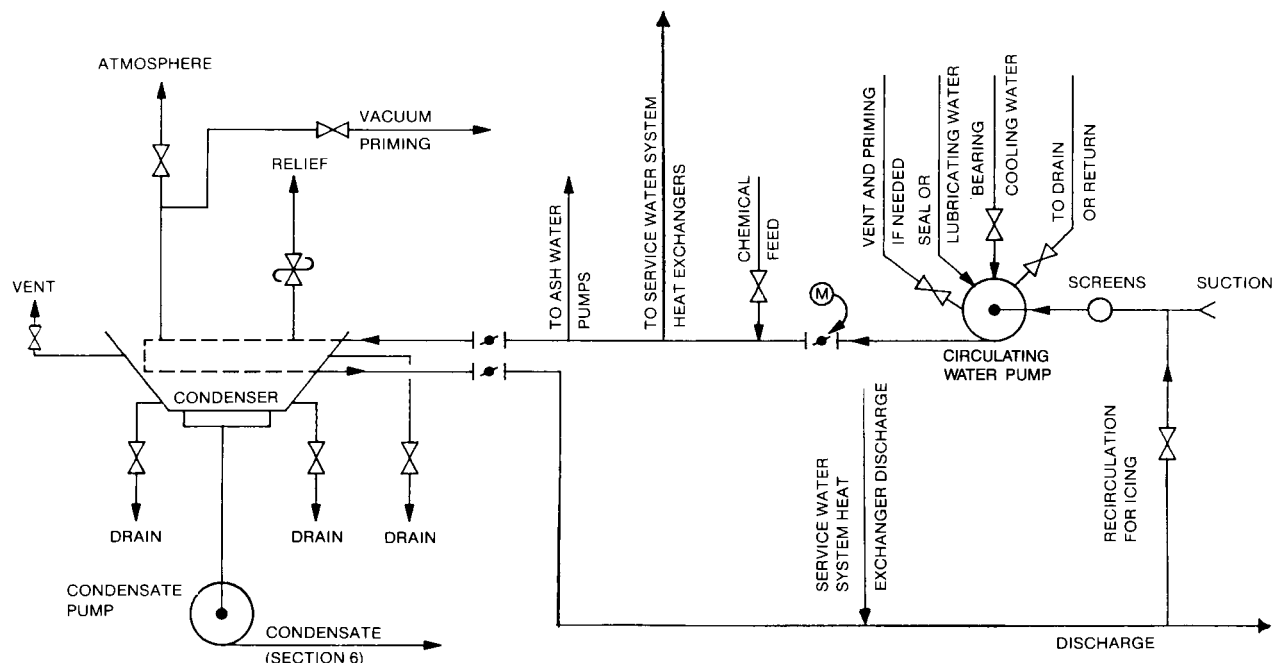 ATMOSPHERE
VACUUM
PRIMING
RELIEF
VENT
CONDENSER
DRAIN
DRAIN
DRAIN
CONDENSATE
PUMP
CONDENSATE
(SECTION 6)
TO ASH WATER
PUMPS
TO SERVICE WATER SYSTEM
HEAT EXCHANGERS
CHEMICAL
FEED
M
VENT AND PRIMING
IF NEEDED
SEAL OR
LUBRICATING WATER
BEARING
COOLING WATER
TO DRAIN
OR RETURN
SCREENS
SUCTION
CIRCULATING
WATER PUMP
SERVICE WATER
SYSTEM HEAT
EXCHANGER DISCHARGE
RECIRCULATION
FOR ICING
DISCHARGE